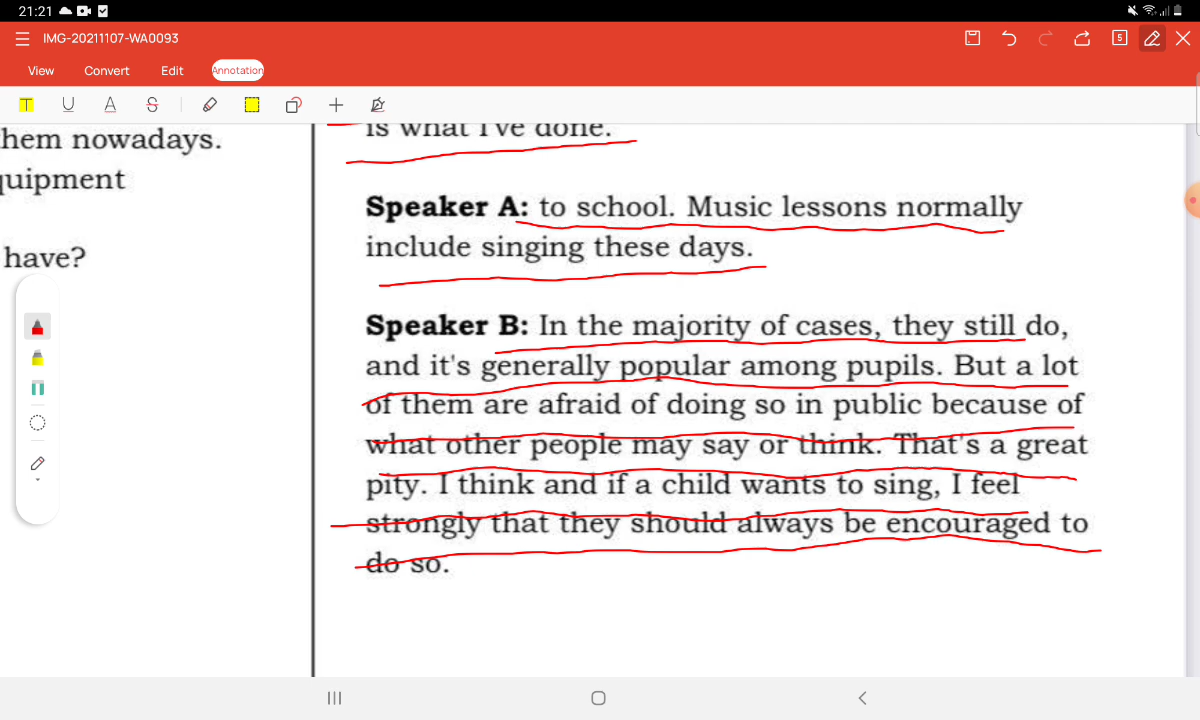 21:21
IMG-20211107-WA0093
5
View Convert Edit Annotation
T U A S
hem nowadays.
quipment
have?
is what I've done.
Speaker A: to school. Music lessons normally
include singing these days.
Speaker B: In the majority of cases, they still do,
and it's generally popular among pupils. But a lot
of them are afraid of doing so in public because of
what other people may say or think. That's a great
pity. I think and if a child wants to sing, I feel
strongly that they should always be encouraged to
do so.